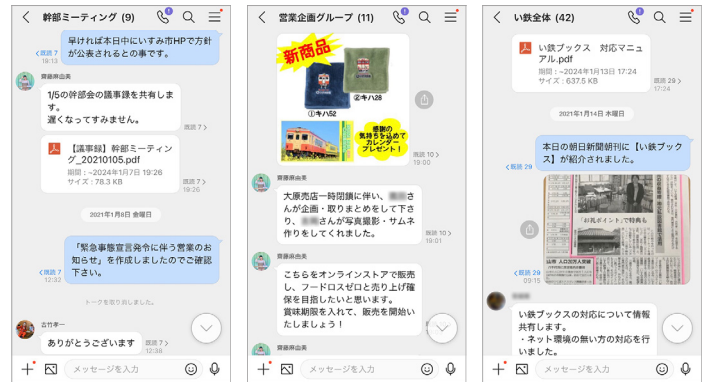 幹部ミーティング (9)
早ければ本日中にいすみ市HPで方針
が公表されるとの事です。
既読 7
18:13
齊藤麻由美
1/5の幹部会の議事録を共有しま
す。
遅くなってすみません。
既読 7
【議事録】幹部ミーティン
グ_20210105.pdf
期間：~2024年1月7日 19:26
サイズ：78.3 KB
既読 7
19:26
2021年1月8日 金曜日
「緊急事態宣言発令に伴う営業のお
知らせ」を作成しましたのでご確認
下さい。
既読 7
12:32
トークを取り消しました。
古竹孝一
ありがとうございます
既読 7
12:38
メッセージを入力
営業企画グループ (11)
新商品
①キハ52
②キハ28
感謝の
気持ちを込めて
カレンダー
プレゼント！
既読 10
19:00
齊藤麻由美
大原売店一時閉鎖に伴い、
さ
んが企画・取りまとめをして下さ
り、
さんが写真撮影・サムネ
作りをしてくれました。
既読 10
19:01
齊藤麻由美
こちらをオンラインストアで販売
し、フードロスゼロと売り上げ確
保を目指したいと思います。
賞味期限を入れて、販売を開始い
たしましょう！
メッセージを入力
い鉄全体 (42)
い鉄ブックス 対応マニュ
アル.pdf
期間：~2024年1月13日 17:24
サイズ：597.5 KB
既読 29
17:24
2021年1月14日 木曜日
本日の朝日新聞朝刊に【い鉄ブック
ス】が紹介されました。
既読 29
「お礼ポイント」で特典も
既読 29
09:15
い鉄ブックスの対応について情報
共有します。
・ネット環境の無い方の対応を行
いました。
メッセージを入力